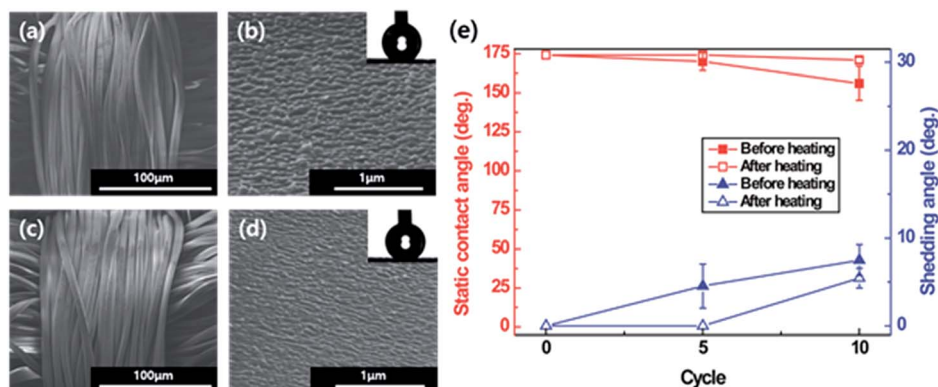 (a)
100µm
(b)
1µm
(c)
100µm
(d)
1µm
(e)
Static contact angle (deg.)
175
150
125
100
75
50
25
0
Before heating
After heating
Before heating
After heating
30
20
10
0
Shedding angle (deg.)
0 5 10
Cycle